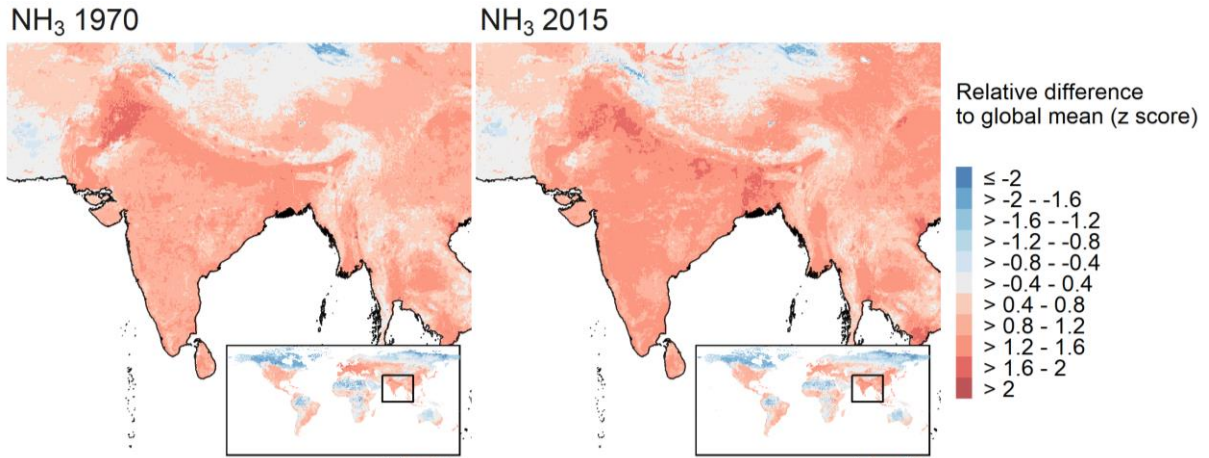 NH₃ 1970
NH₃ 2015
Relative difference
to global mean (z score)
≤ -2
> -2 - -1.6
> -1.6 - -1.2
> -1.2 - -0.8
> -0.8 - -0.4
> -0.4 - 0.4
> 0.4 - 0.8
> 0.8 - 1.2
> 1.2 - 1.6
> 1.6 - 2
> 2